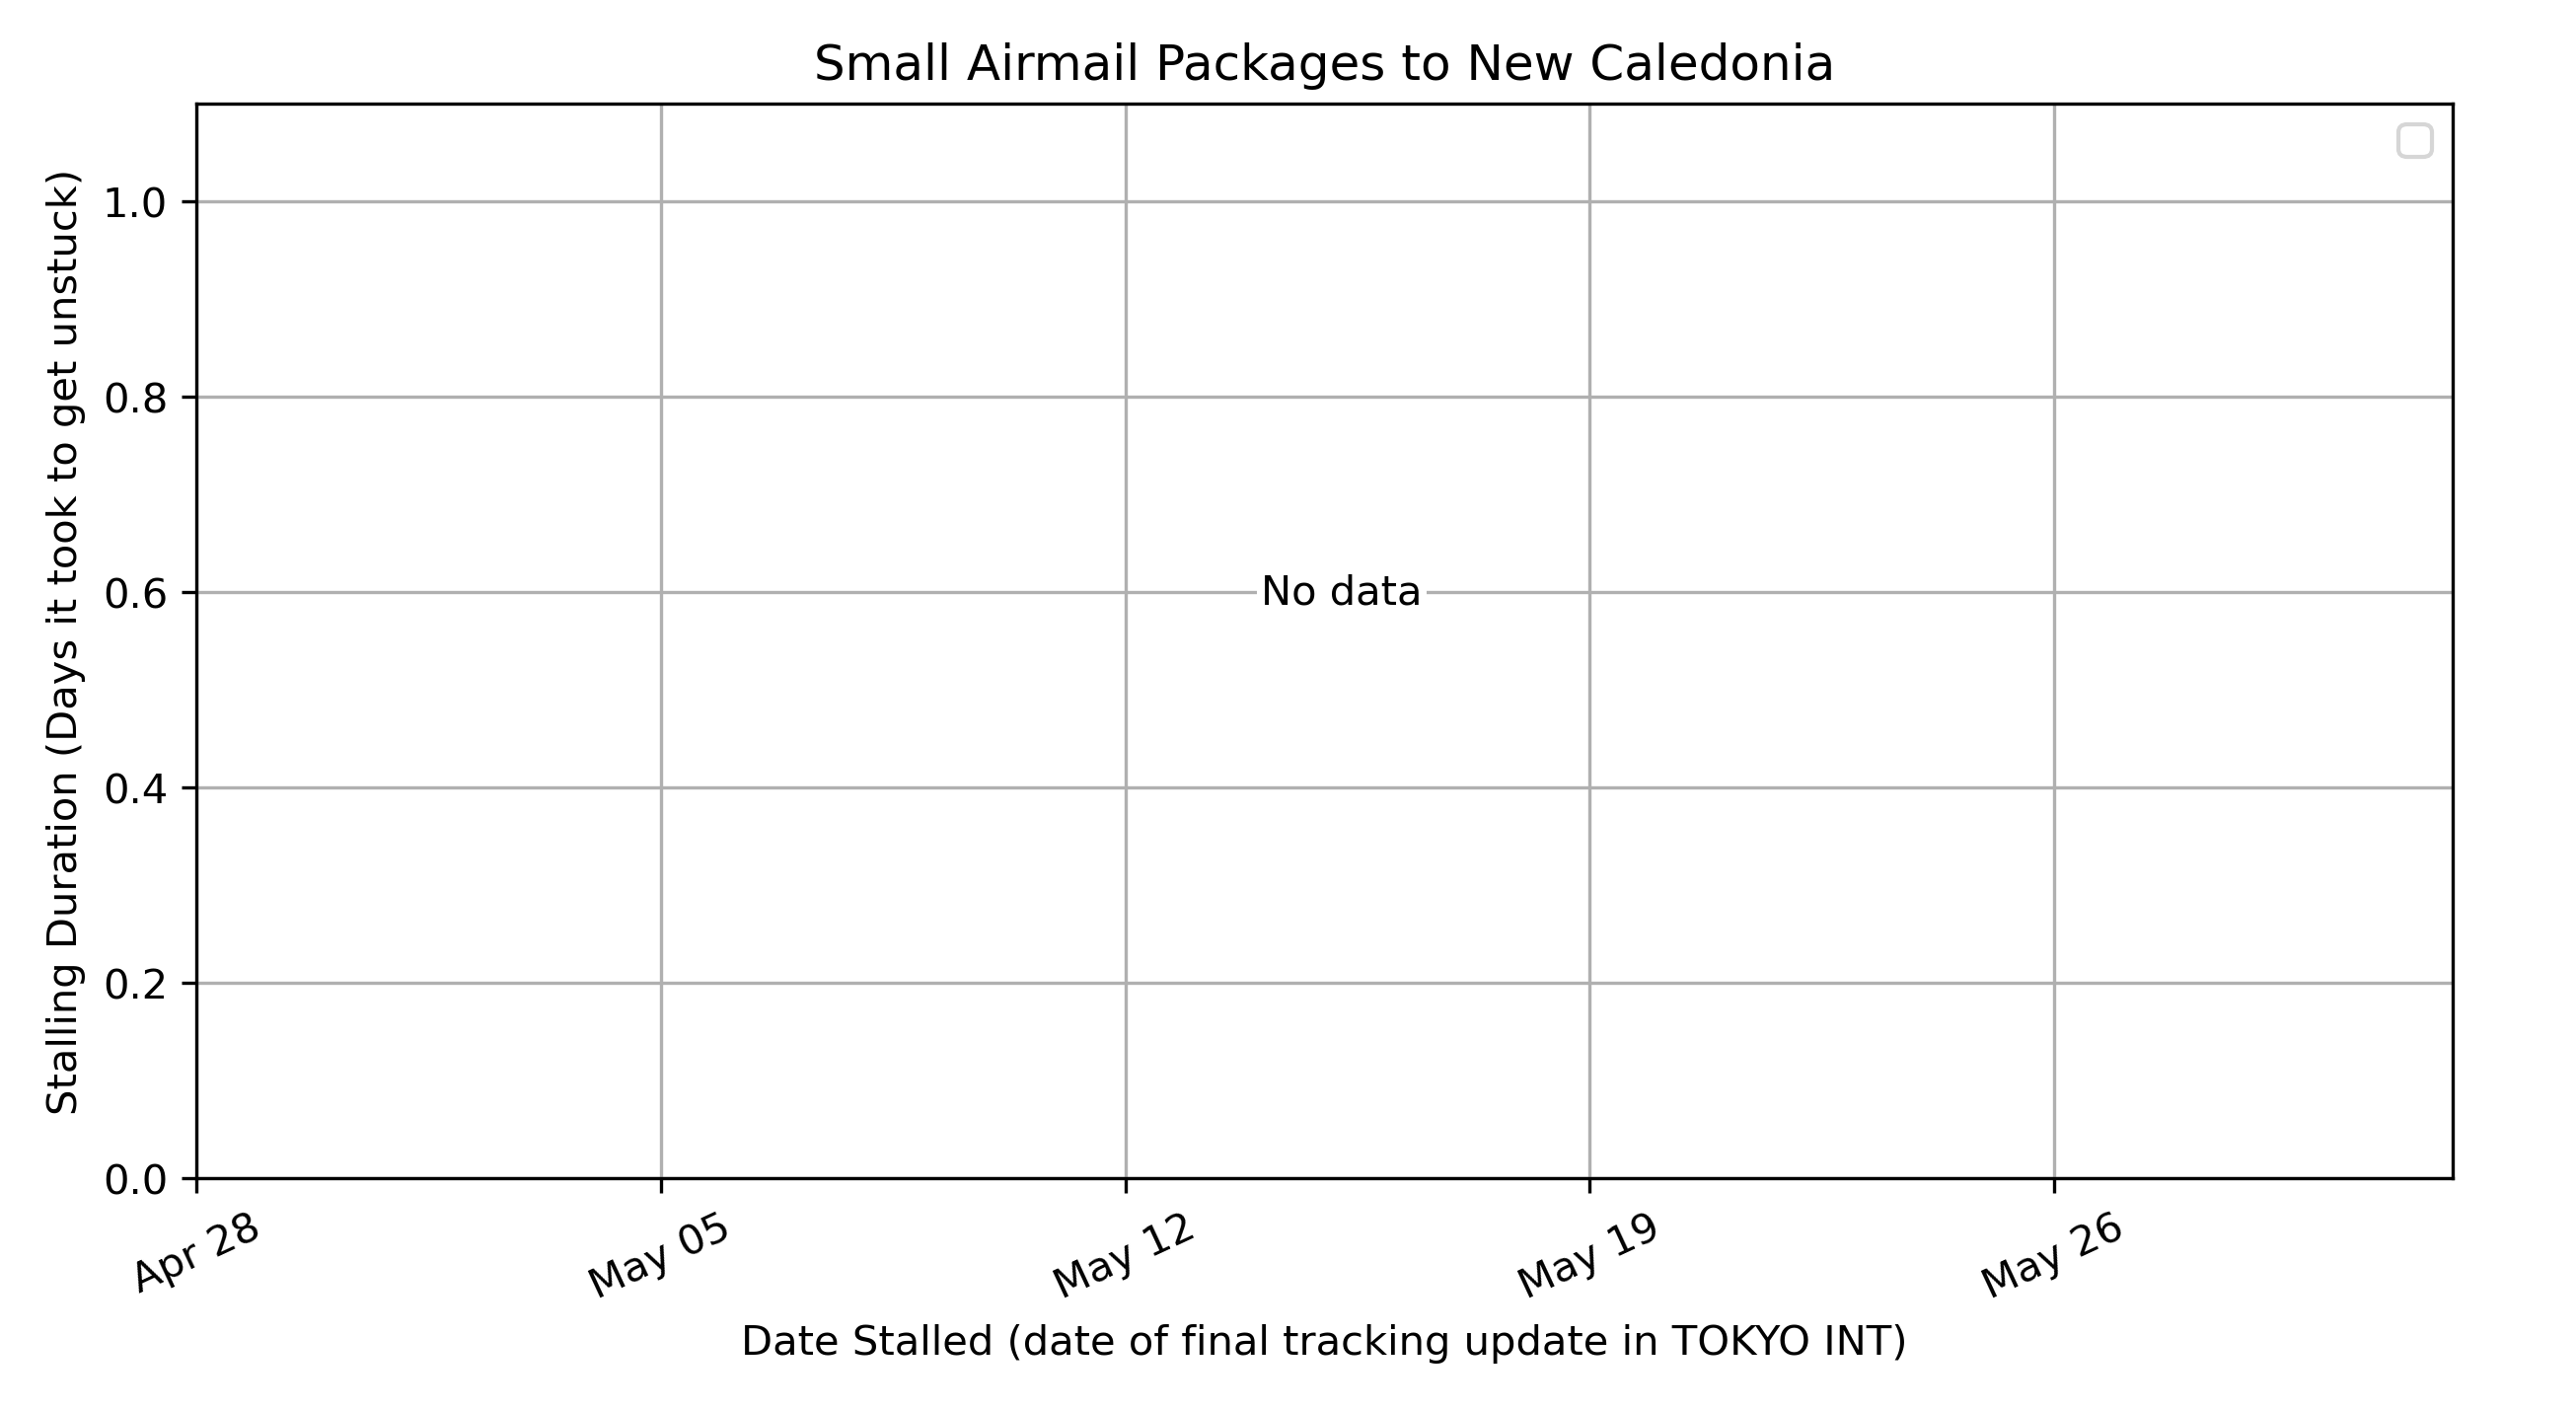 Small Airmail Packages to New Caledonia
Stalling Duration (Days it took to get unstuck)
1.0
0.8
0.6
0.4
0.2
0.0
No data
Apr 28
May 05
May 12
May 19
May 26
Date Stalled (date of final tracking update in TOKYO INT)